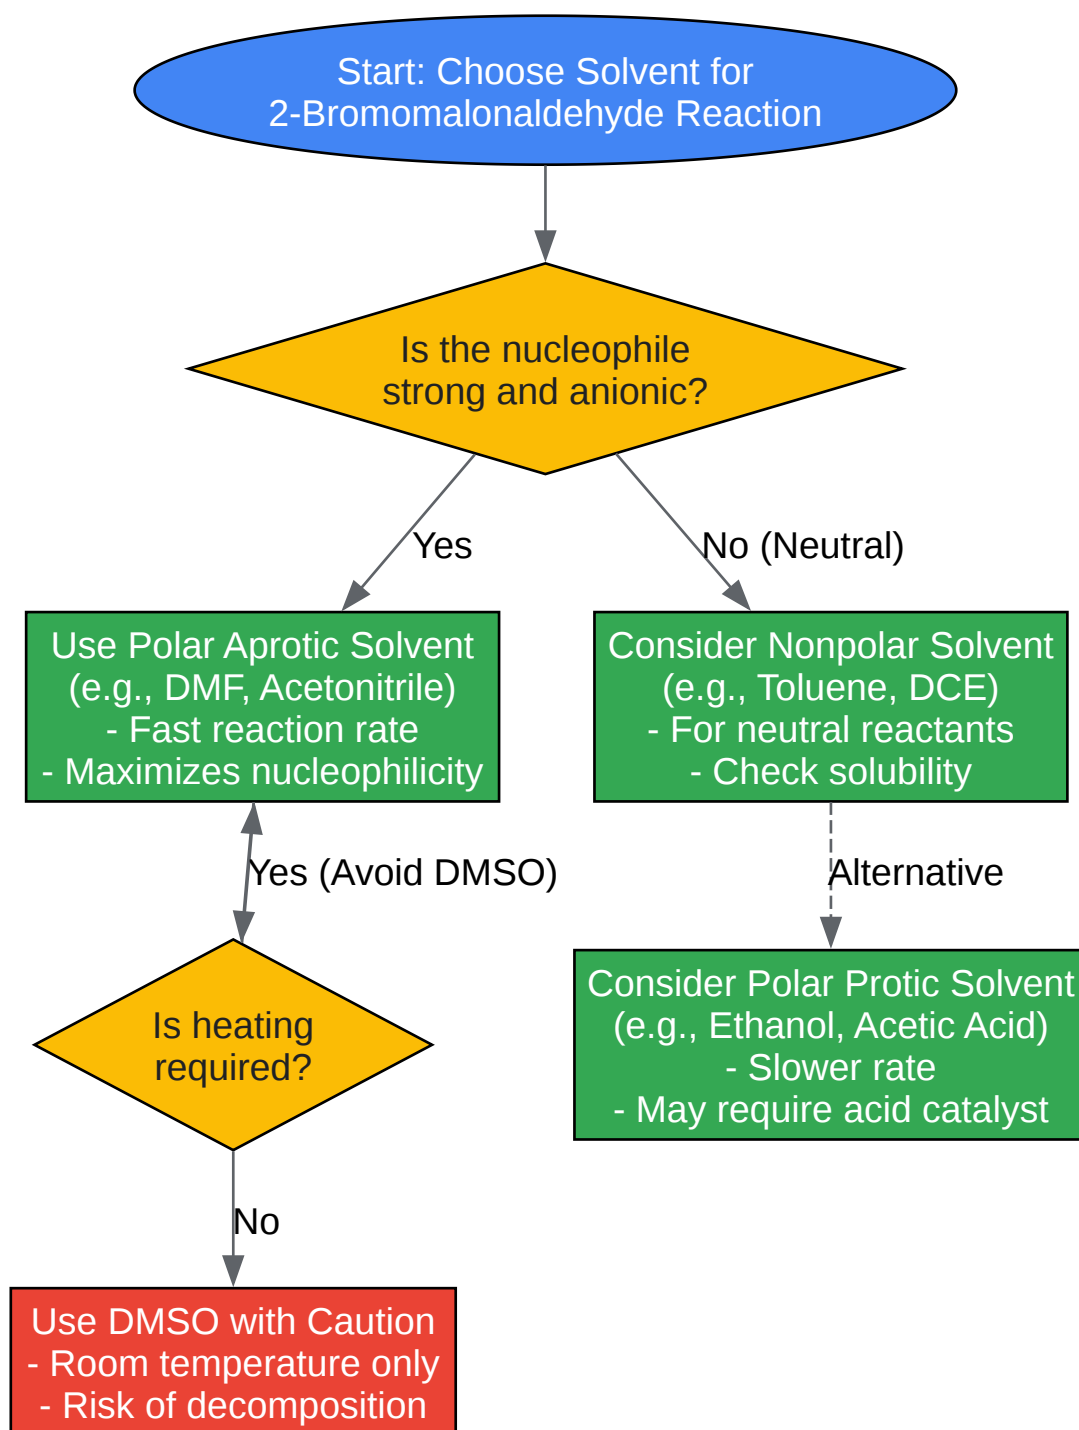 Start: Choose Solvent for
2-Bromomalonaldehyde Reaction
Is the nucleophile
strong and anionic?
Yes
No (Neutral)
Use Polar Aprotic Solvent
(e.g., DMF, Acetonitrile)
- Fast reaction rate
- Maximizes nucleophilicity
Consider Nonpolar Solvent
(e.g., Toluene, DCE)
- For neutral reactants
- Check solubility
Yes (Avoid DMSO)
Alternative
Is heating
required?
Consider Polar Protic Solvent
(e.g., Ethanol, Acetic Acid)
- Slower rate
- May require acid catalyst
No
Use DMSO with Caution
- Room temperature only
- Risk of decomposition